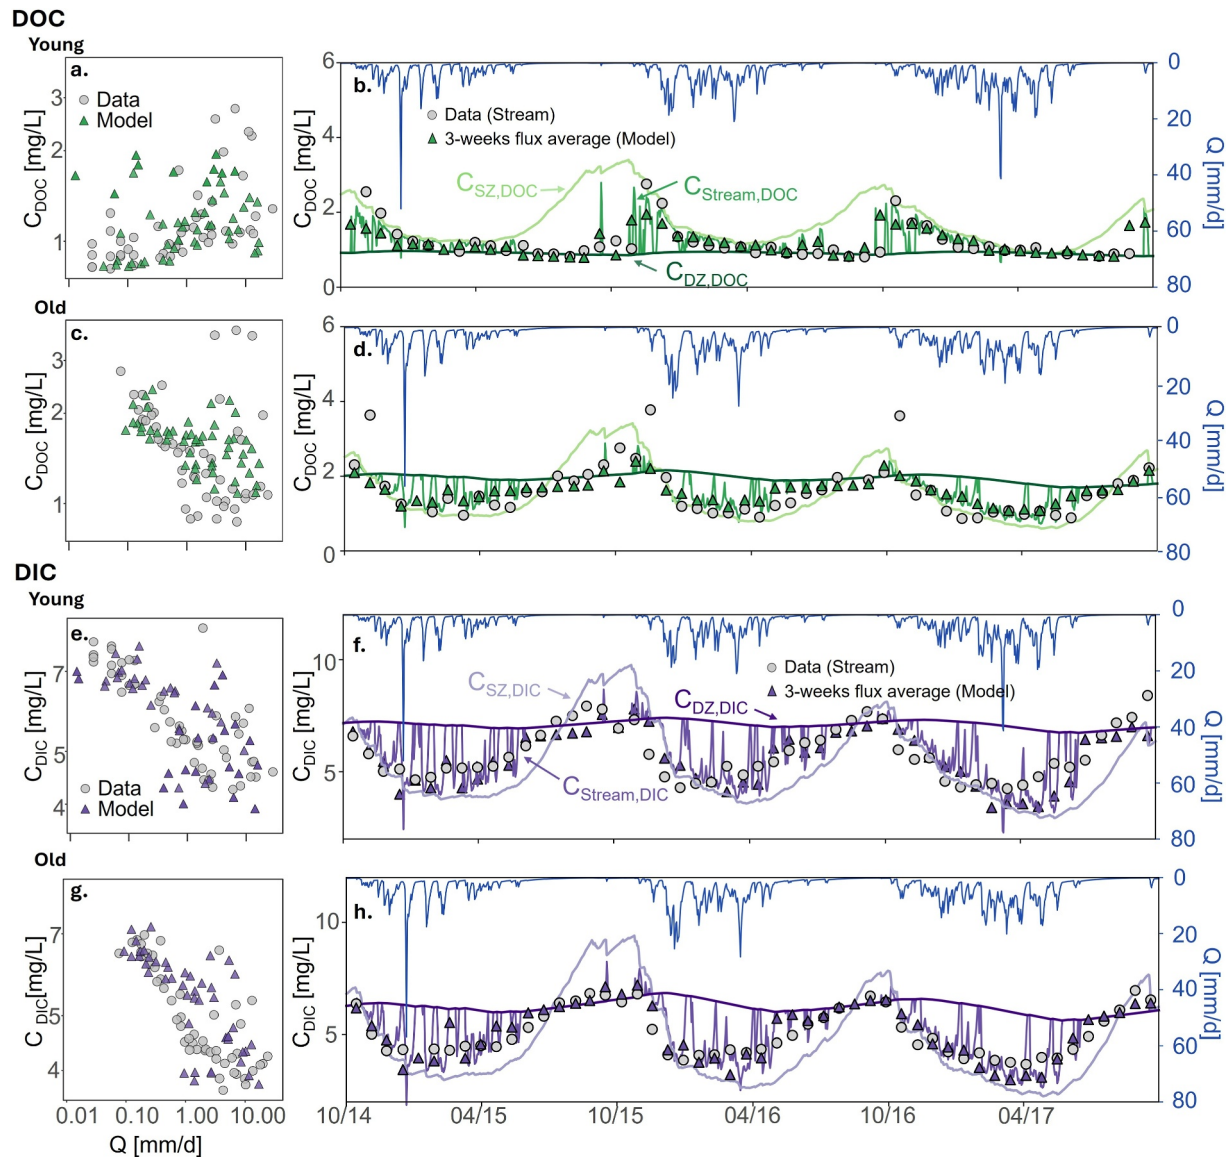 DOC
Young
a.
Data
Model
3
2
1
C_DOC [mg/L]
b.
6
4
2
0
C_DOC [mg/L]
Data (Stream)
3-weeks flux average (Model)
C_SZ,DOC
C_Stream,DOC
C_DZ,DOC
0
20
40
60
80
Q [mm/d]
Old
c.
3
2
1
C_DOC [mg/L]
d.
6
4
2
0
C_DOC [mg/L]
0
20
40
60
80
Q [mm/d]
DIC
Young
e.
7
5
4
C_DIC [mg/L]
Data
Model
f.
10
5
C_DIC [mg/L]
C_SZ,DIC
C_DZ,DIC
C_Stream,DIC
Data (Stream)
3-weeks flux average (Model)
0
20
40
60
80
Q [mm/d]
Old
g.
7
5
4
C_DIC [mg/L]
0.01 0.10 1.00 10.00
Q [mm/d]
h.
10
5
C_DIC [mg/L]
0
20
40
60
80
Q [mm/d]
10/14 04/15 10/15 04/16 10/16 04/17